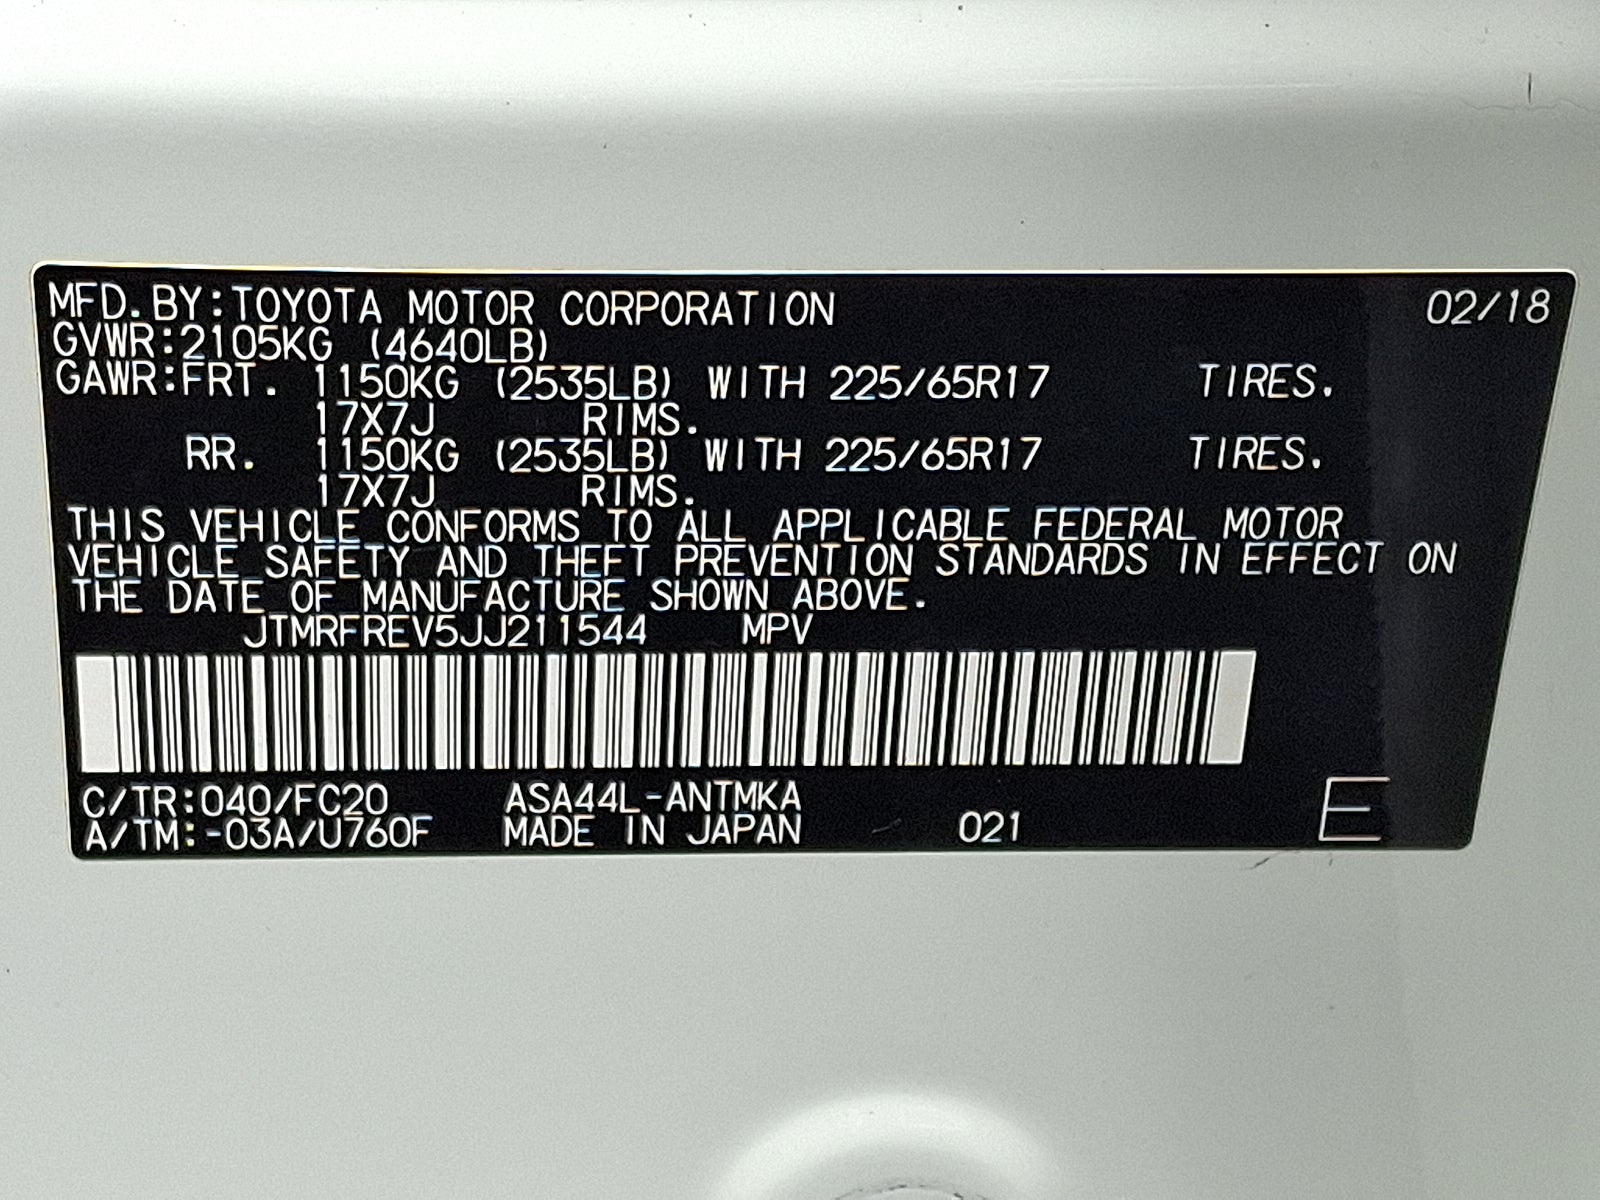 MFD.BY:TOYOTA MOTOR CORPORATION 02/18
GVWR:2105KG (4640LB)
GAWR:FRT. 1150KG (2535LB) WITH 225/65R17 TIRES.
17X7J RIMS.
RR. 1150KG (2535LB) WITH 225/65R17 TIRES.
17X7J RIMS.
THIS VEHICLE CONFORMS TO ALL APPLICABLE FEDERAL MOTOR
VEHICLE SAFETY AND THEFT PREVENTION STANDARDS IN EFFECT ON
THE DATE OF MANUFACTURE SHOWN ABOVE.
JTMRFREV5JJ211544 MPV
C/TR:040/FC20 ASA44L-ANTMKA
A/TM:-03A/U760F MADE IN JAPAN 021 E